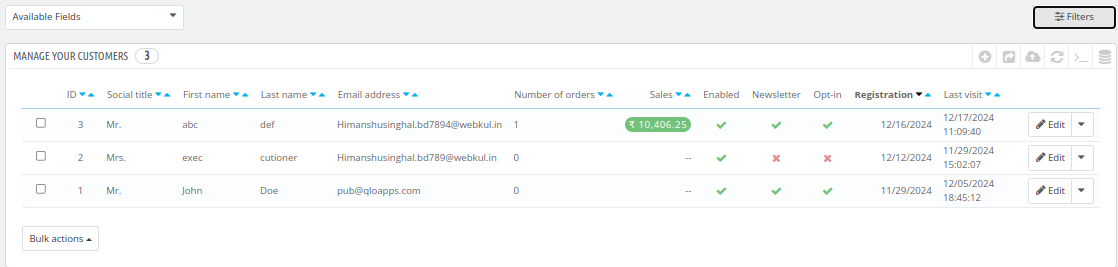 Available Fields
Filters
MANAGE YOUR CUSTOMERS 3
ID Social title First name Last name Email address Number of orders Sales Enabled Newsletter Opt-in Registration Last visit
3 Mr. abc def Himanshusinghal.bd7894@webkul.in 1 ₹ 10,406.25 12/16/2024 12/17/2024 11:09:40 Edit
2 Mrs. exec cutioner Himanshusinghal.bd789@webkul.in 0 -- 12/12/2024 11/29/2024 15:02:07 Edit
1 Mr. John Doe pub@qloapps.com 0 -- 11/29/2024 12/05/2024 18:45:12 Edit
Bulk actions